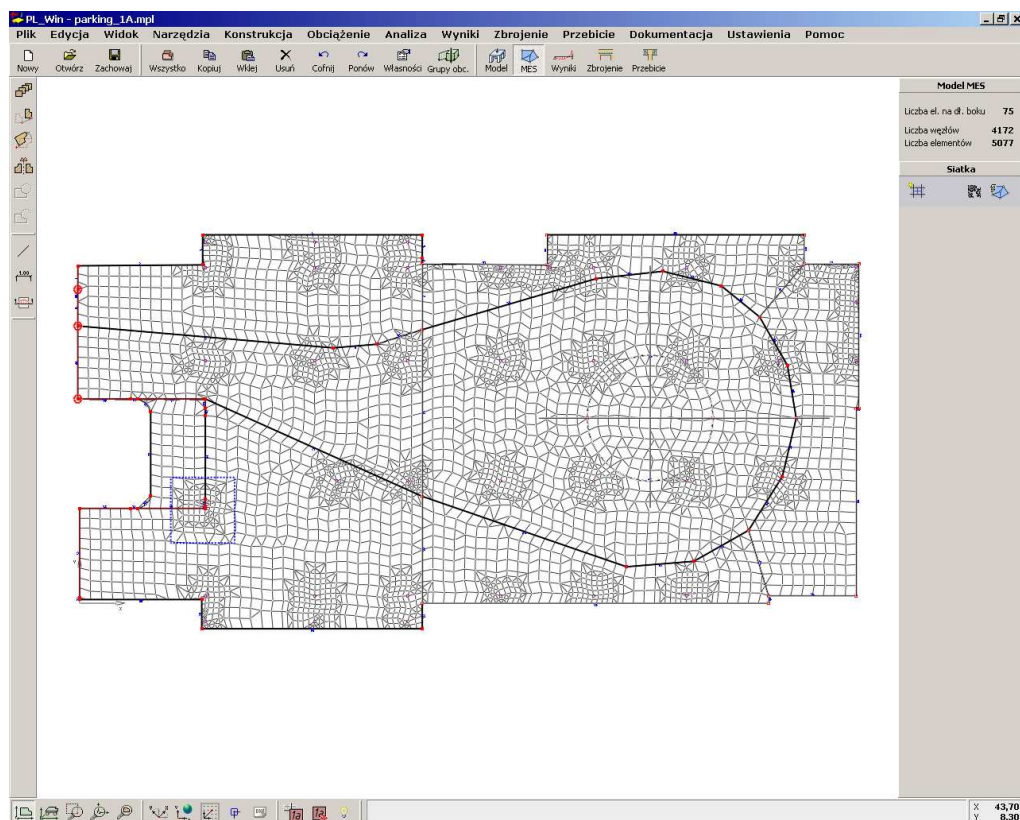 PL_Win - parking_1A.mpl
Plik Edycja Widok Narzędzia Konstrukcja Obciążenie Analiza Wyniki Zbrojenie Przebicie Dokumentacja Ustawienia Pomoc
Nowy Otwórz Zachowaj Wszystko Kopiuj Wklej Usuń Cofnij Ponów Własności Grupy obc. Model MES Wyniki Zbrojenie Przebicie
Model MES
Liczba el. na dł. boku 75
Liczba węzłów 4172
Liczba elementów 5077
Siatka
1,00
Y
X
X 43,70
Y 8,30